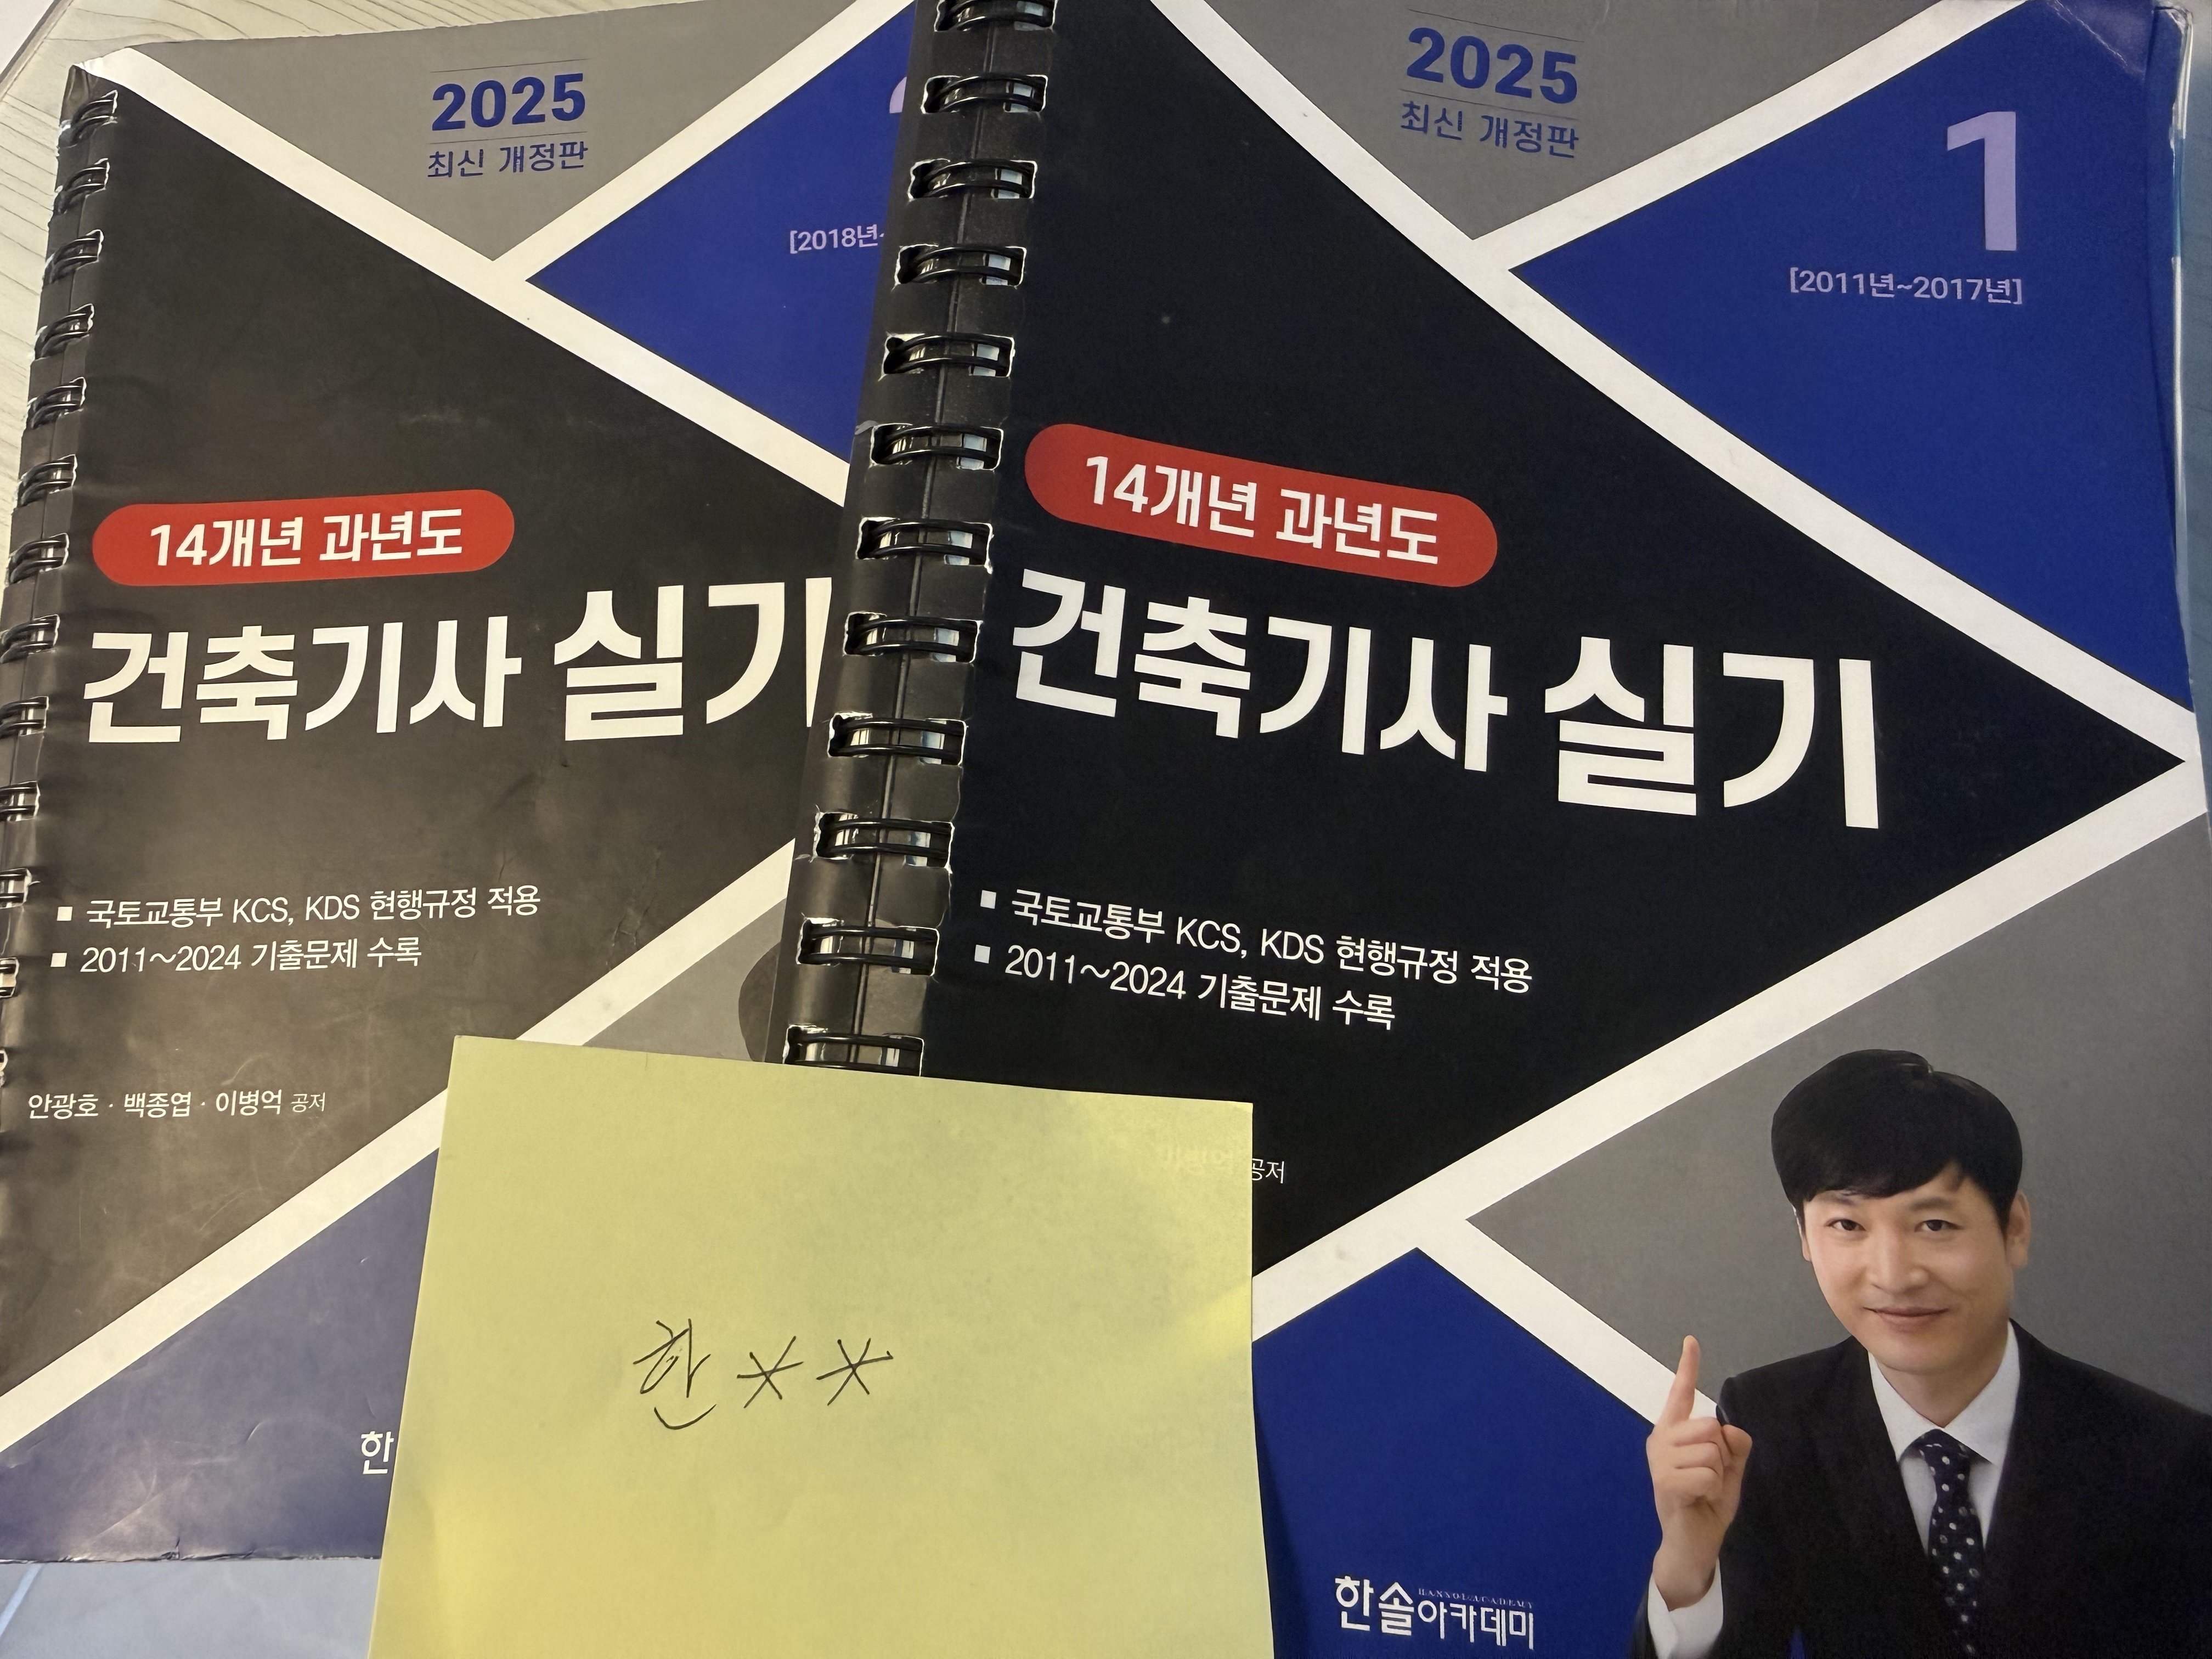 2025
최신 개정판
[2018년~
14개년 과년도
건축기사 실기
▪ 국토교통부 KCS, KDS 현행규정 적용
▪ 2011~2024 기출문제 수록
안광호 · 백종엽 · 이병억 공저
한
2025
최신 개정판
1
[2011년~2017년]
14개년 과년도
건축기사 실기
▪ 국토교통부 KCS, KDS 현행규정 적용
▪ 2011~2024 기출문제 수록
공저
HANSOL ACADEMY
한솔아카데미
한**